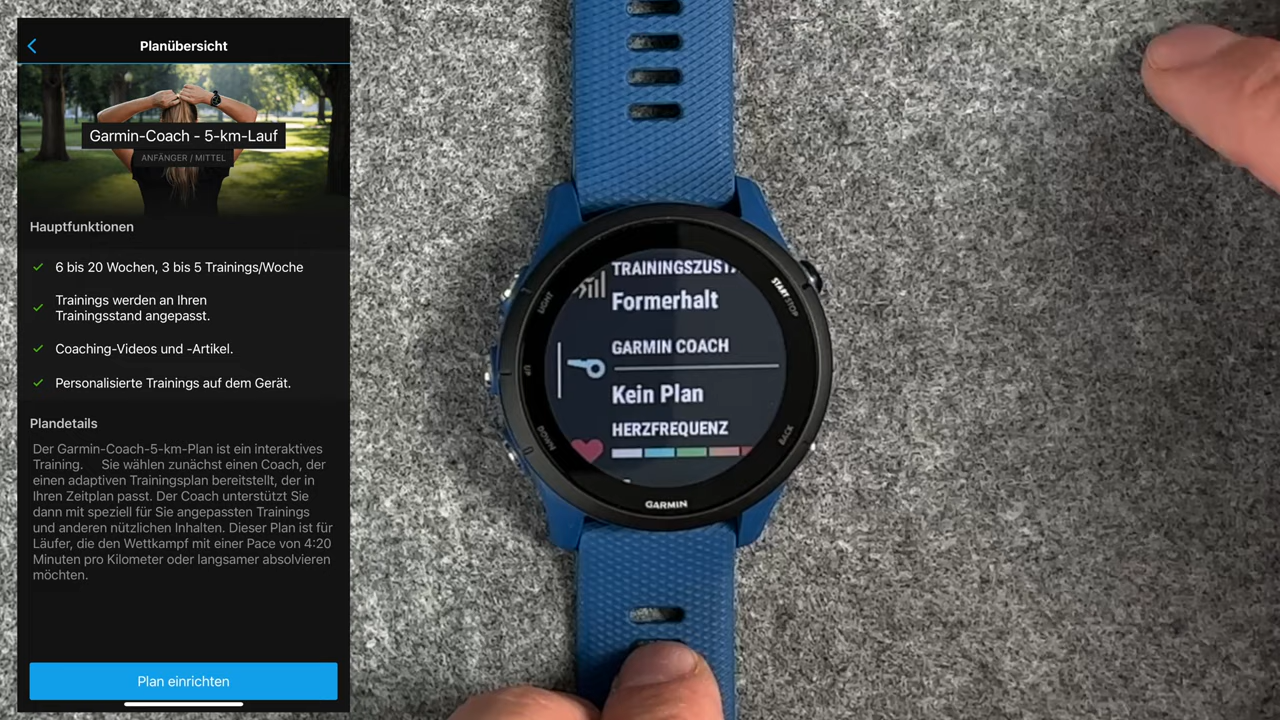 Planübersicht
Garmin-Coach - 5-km-Lauf
ANFÄNGER / MITTEL
Hauptfunktionen
6 bis 20 Wochen, 3 bis 5 Trainings/Woche
Trainings werden an Ihren
Trainingsstand angepasst.
Coaching-Videos und -Artikel.
Personalisierte Trainings auf dem Gerät.
Plandetails
Der Garmin-Coach-5-km-Plan ist ein interaktives
Training. Sie wählen zunächst einen Coach, der
einen adaptiven Trainingsplan bereitstellt, der in
Ihren Zeitplan passt. Der Coach unterstützt Sie
dann mit speziell für Sie angepassten Trainings
und anderen nützlichen Inhalten. Dieser Plan ist für
Läufer, die den Wettkampf mit einer Pace von 4:20
Minuten pro Kilometer oder langsamer absolvieren
möchten.
Plan einrichten
LIGHT
START STOP
UP
DOWN
BACK
TRAININGSZUSTA
Formerhalt
GARMIN COACH
Kein Plan
HERZFREQUENZ
GARMIN